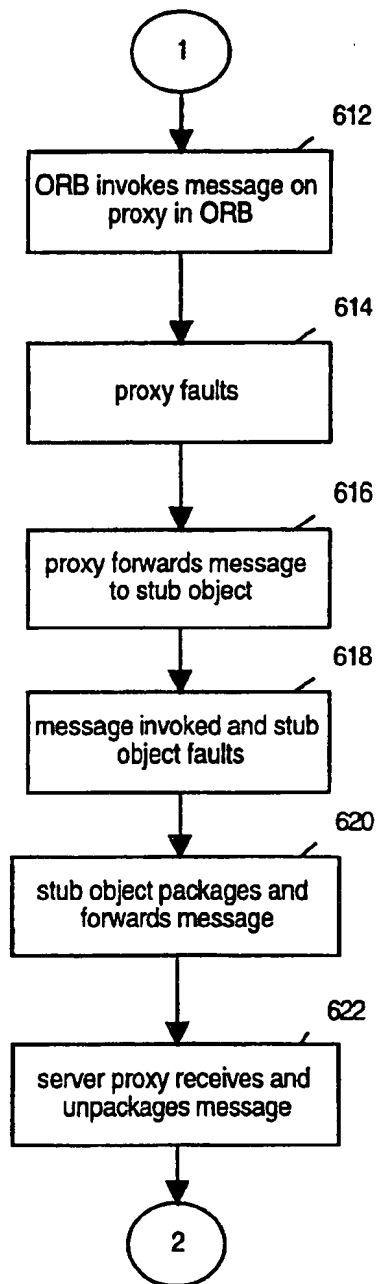 1
612
ORB invokes message on
proxy in ORB
614
proxy faults
616
proxy forwards message
to stub object
618
message invoked and stub
object faults
620
stub object packages and
forwards message
622
server proxy receives and
unpackages message
2